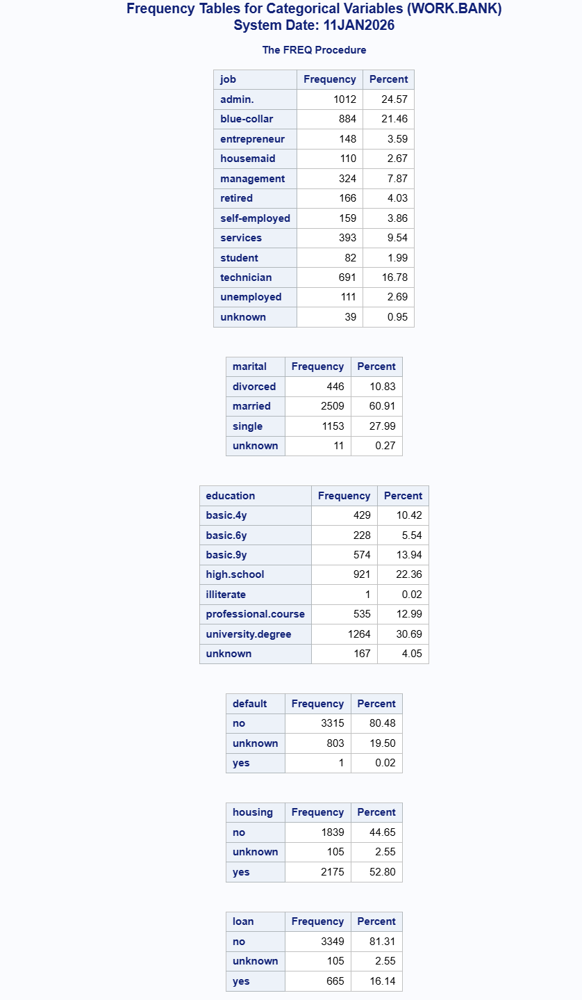 Frequency Tables for Categorical Variables (WORK.BANK)
System Date: 11JAN2026
The FREQ Procedure
job Frequency Percent
admin. 1012 24.57
blue-collar 884 21.46
entrepreneur 148 3.59
housemaid 110 2.67
management 324 7.87
retired 166 4.03
self-employed 159 3.86
services 393 9.54
student 82 1.99
technician 691 16.78
unemployed 111 2.69
unknown 39 0.95
marital Frequency Percent
divorced 446 10.83
married 2509 60.91
single 1153 27.99
unknown 11 0.27
education Frequency Percent
basic.4y 429 10.42
basic.6y 228 5.54
basic.9y 574 13.94
high.school 921 22.36
illiterate 1 0.02
professional.course 535 12.99
university.degree 1264 30.69
unknown 167 4.05
default Frequency Percent
no 3315 80.48
unknown 803 19.50
yes 1 0.02
housing Frequency Percent
no 1839 44.65
unknown 105 2.55
yes 2175 52.80
loan Frequency Percent
no 3349 81.31
unknown 105 2.55
yes 665 16.14